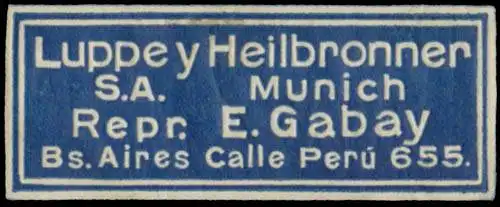 Luppe y Heilbronner
S.A. Munich
Repr. E. Gabay
Bs. Aires Calle Perú 655.